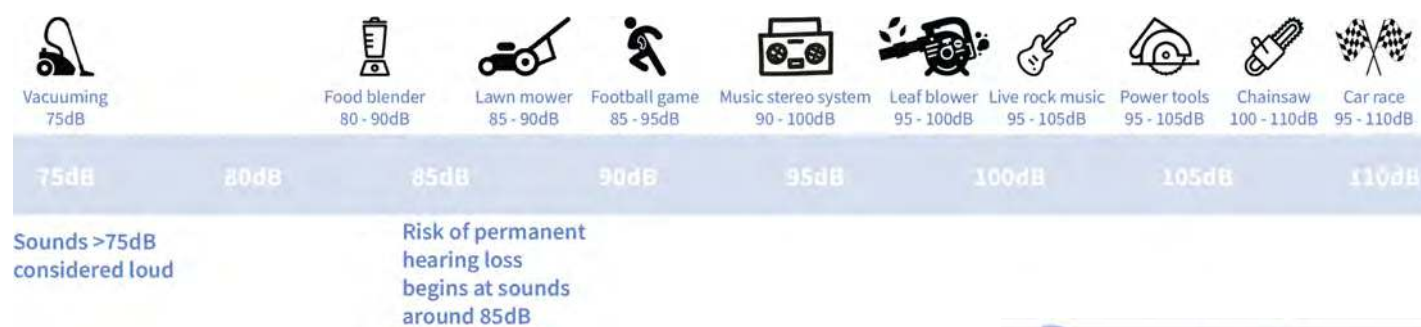 Vacuuming
75dB
Food blender
80 - 90dB
Lawn mower
85 - 90dB
Football game
85 - 95dB
Music stereo system
90 - 100dB
Leaf blower
95 - 100dB
Live rock music
95 - 105dB
Power tools
95 - 105dB
Chainsaw
100 - 110dB
Car race
95 - 110dB
75dB 80dB 85dB 90dB 95dB 100dB 105dB 110dB
Sounds >75dB
considered loud
Risk of permanent
hearing loss
begins at sounds
around 85dB